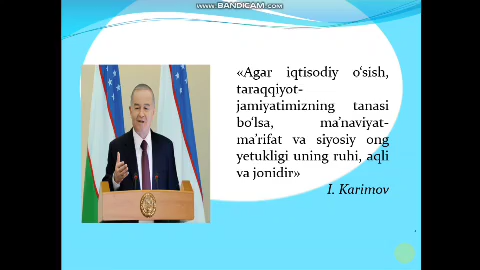 www.BANDICAM.com
«Agar iqtisodiy o‘sish,
taraqqiyot-
jamiyatimizning tanasi
bo‘lsa, ma’naviyat-
ma’rifat va siyosiy ong
yetukligi uning ruhi, aqli
va jonidir»
I. Karimov